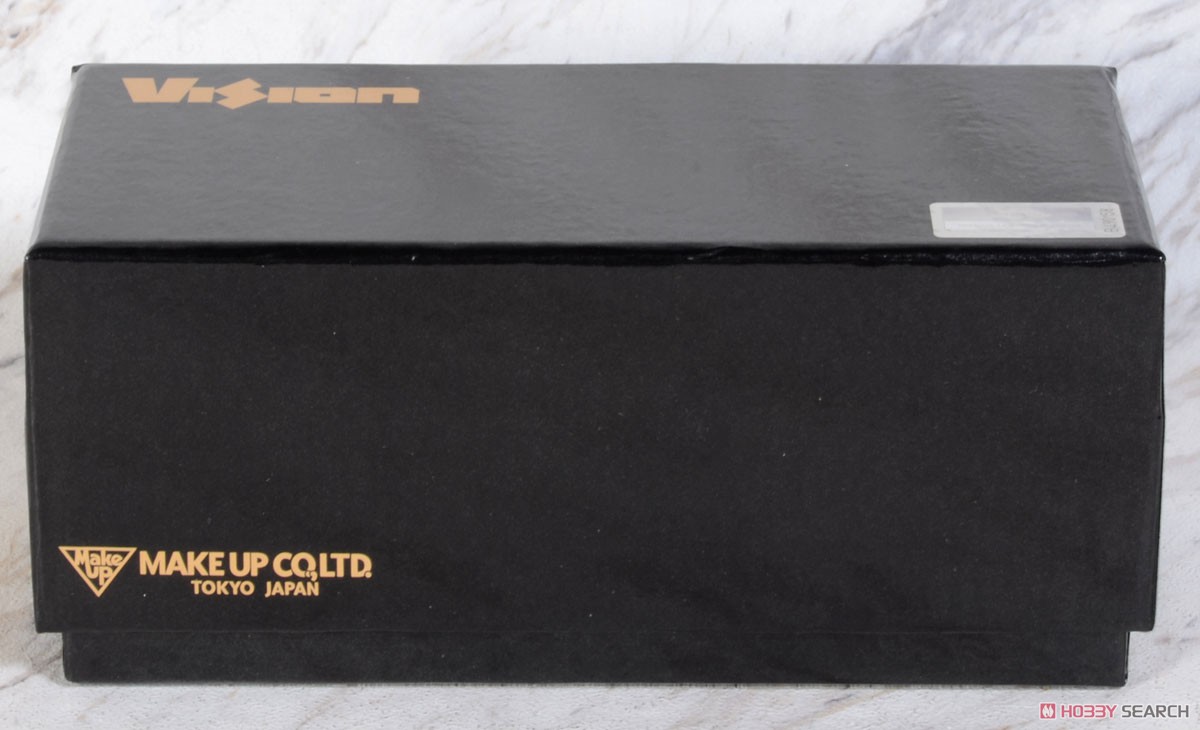 Vision
Make
UP
MAKE UP CO.,LTD.
TOKYO JAPAN
HOBBY SEARCH